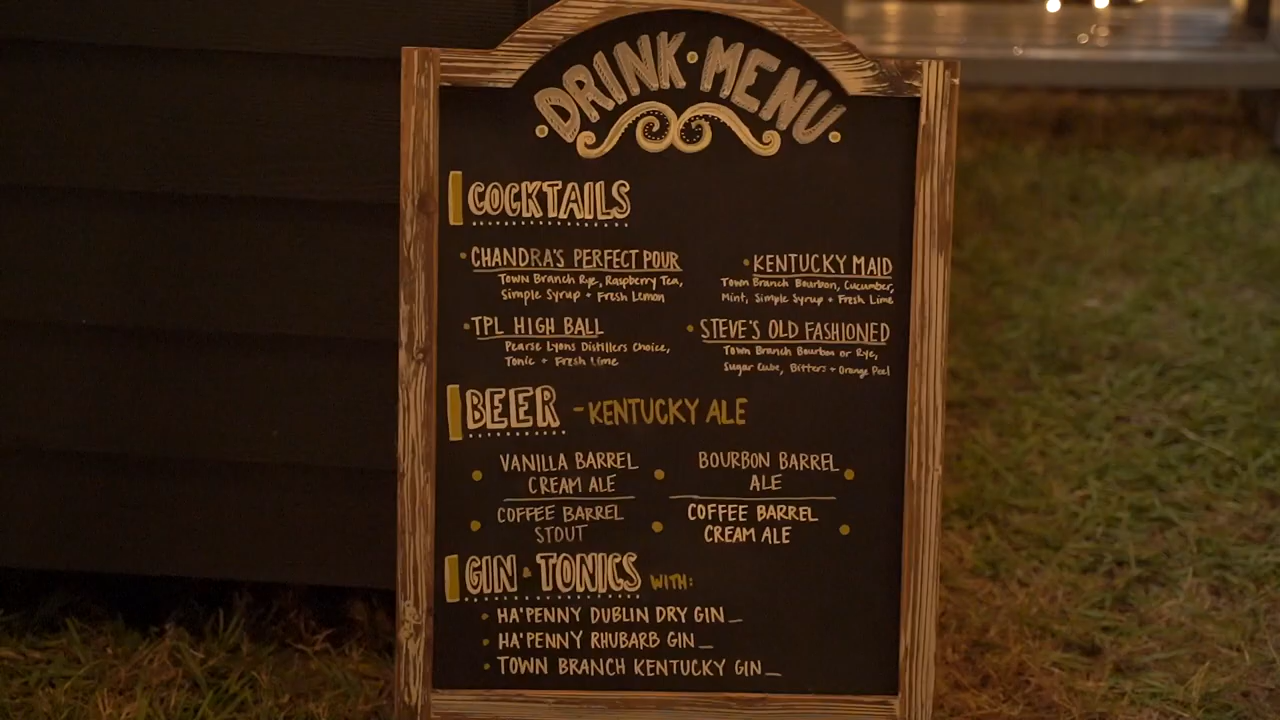 DRINK · MENU
COCKTAILS
• CHANDRA'S PERFECT POUR
Town Branch Rye, Raspberry Tea,
Simple Syrup + Fresh Lemon
• KENTUCKY MAID
Town Branch Bourbon, Cucumber,
Mint, Simple Syrup + Fresh Lime
• TPL HIGH BALL
Pearse Lyons Distillers Choice,
Tonic + Fresh Lime
• STEVE'S OLD FASHIONED
Town Branch Bourbon or Rye,
Sugar Cube, Bitters + Orange Peel
BEER - KENTUCKY ALE
VANILLA BARREL
CREAM ALE
BOURBON BARREL
ALE
COFFEE BARREL
STOUT
COFFEE BARREL
CREAM ALE
GIN · TONICS WITH:
• HA'PENNY DUBLIN DRY GIN_
• HA'PENNY RHUBARB GIN_
• TOWN BRANCH KENTUCKY GIN_